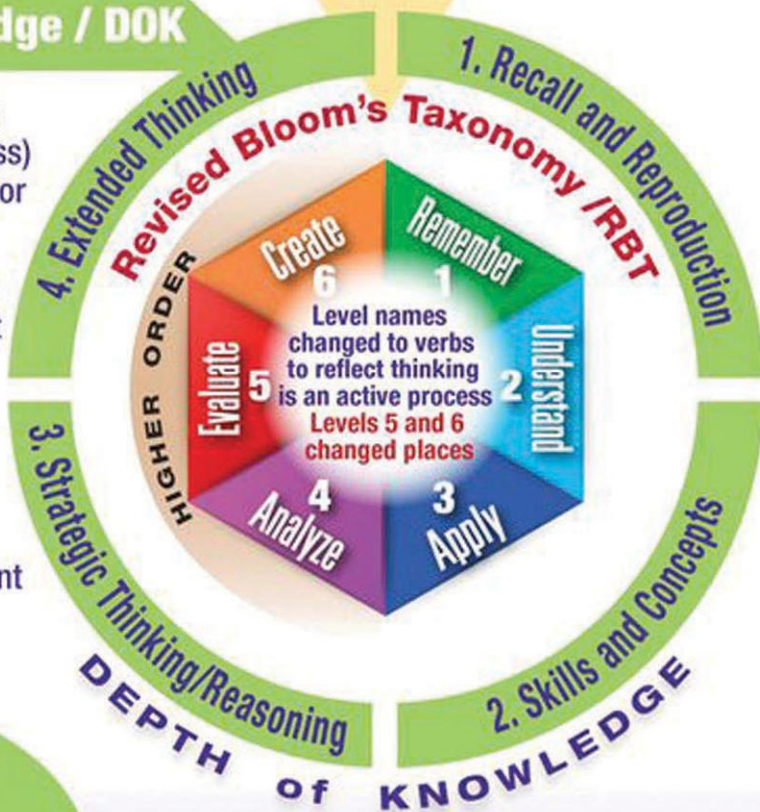 dge / DOK
ss)
or
nt
1. Recall and Reproduction
2. Skills and Concepts
3. Strategic Thinking/Reasoning
4. Extended Thinking
Revised Bloom's Taxonomy /RBT
HIGHER ORDER
Remember
1
Understand
2
3
Apply
4
Analyze
Evaluate
5
Create
6
Level names
changed to verbs
to reflect thinking
is an active process
Levels 5 and 6
changed places
DEPTH of KNOWLEDGE